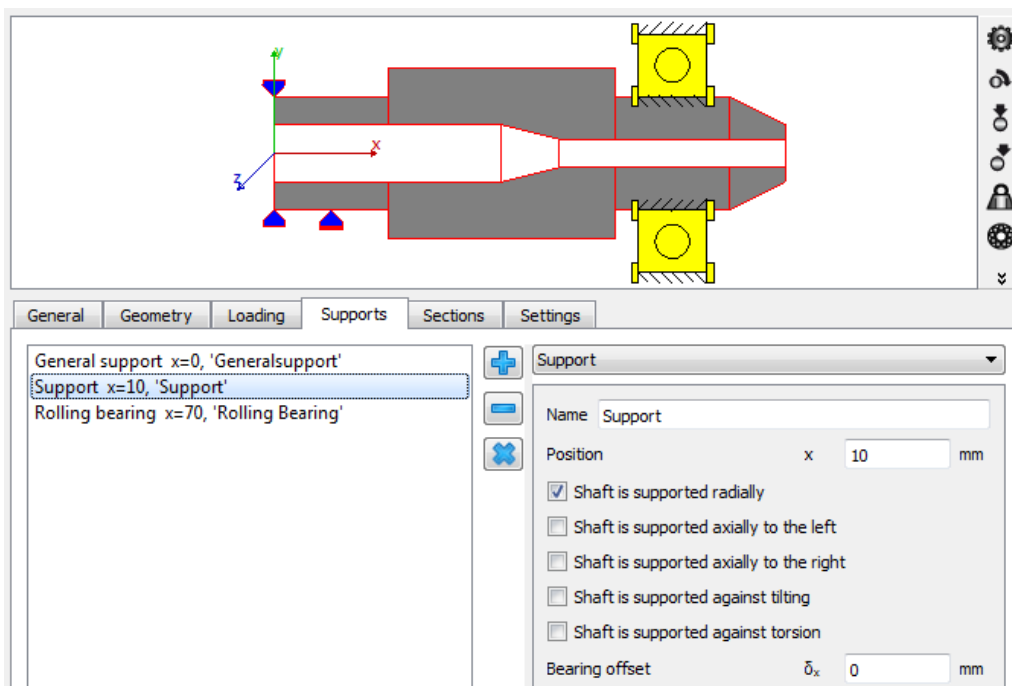 y
x
z
General Geometry Loading Supports Sections Settings
General support x=0, 'Generalsupport'
Support x=10, 'Support'
Rolling bearing x=70, 'Rolling Bearing'
Support
Name Support
Position x 10 mm
Shaft is supported radially
Shaft is supported axially to the left
Shaft is supported axially to the right
Shaft is supported against tilting
Shaft is supported against torsion
Bearing offset δx 0 mm